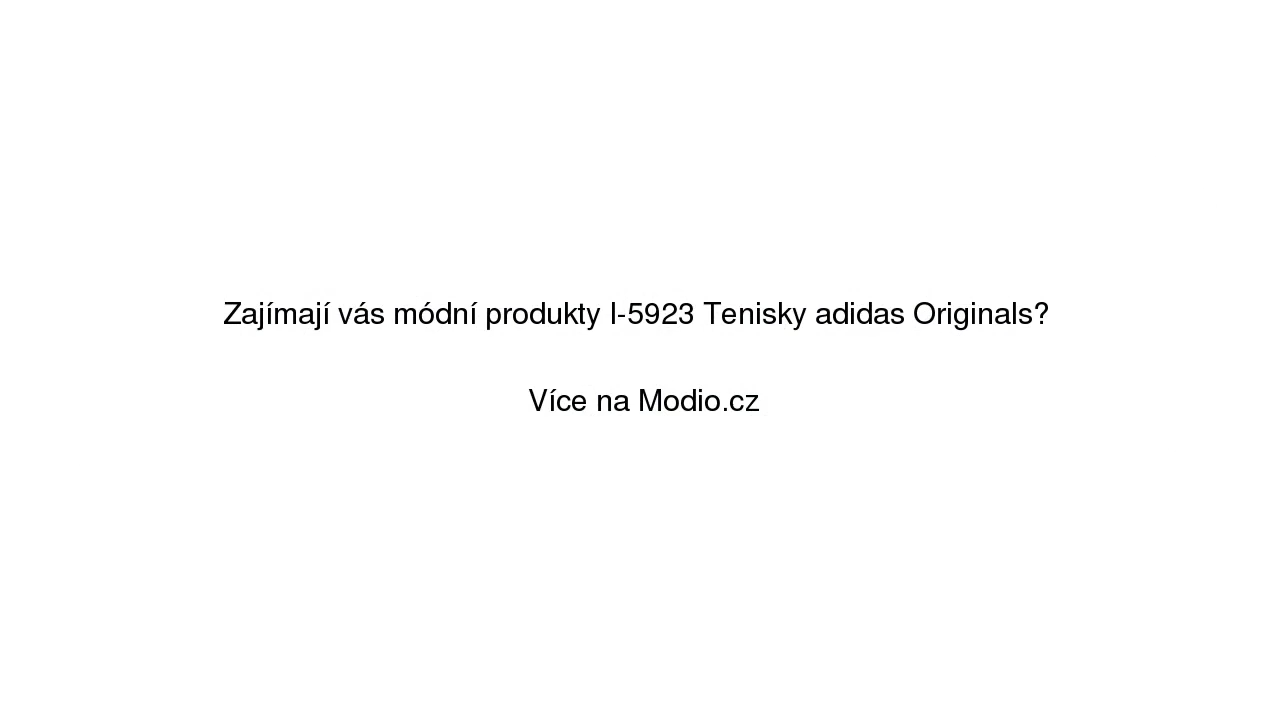 Zajímají vás módní produkty I-5923 Tenisky adidas Originals?
Více na Modio.cz